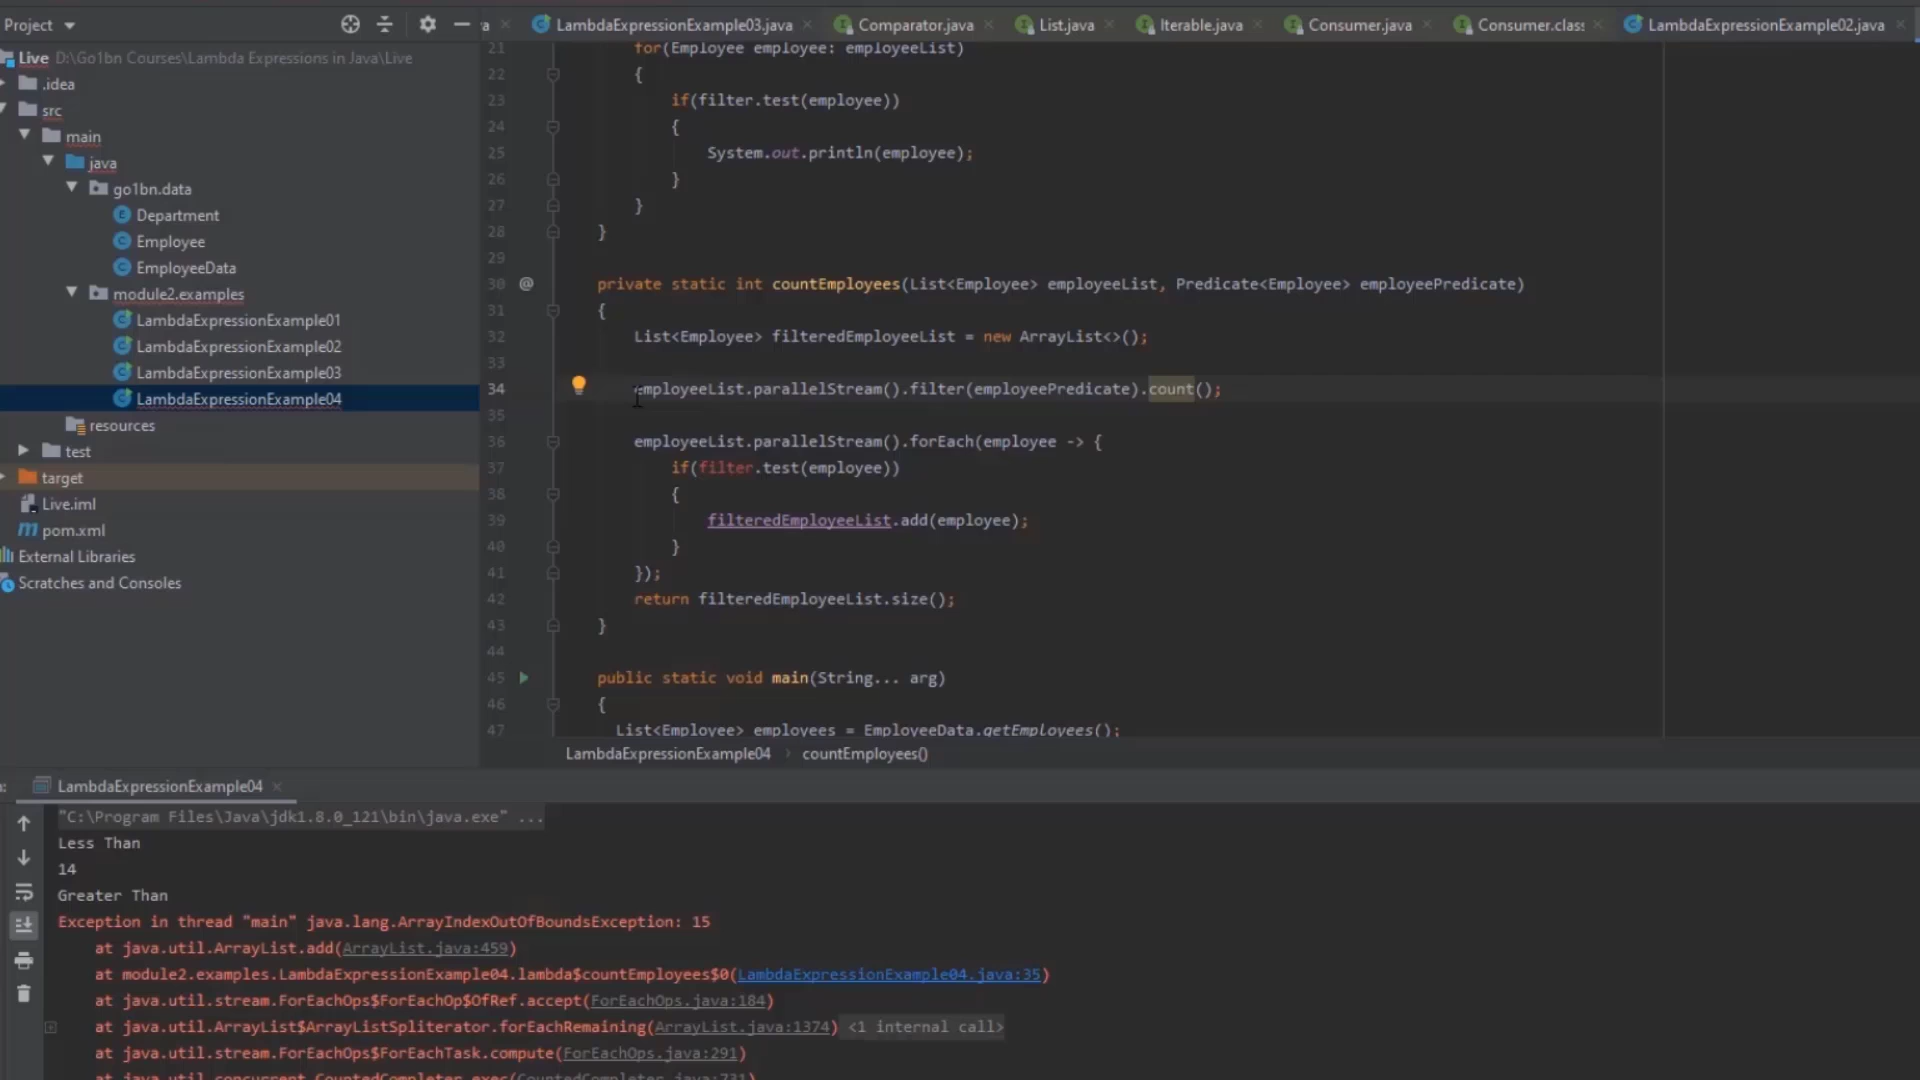 Project
va
LambdaExpressionExample03.java
Comparator.java
List.java
Iterable.java
Consumer.java
Consumer.class
LambdaExpressionExample02.java
Live D:\Go1bn Courses\Lambda Expressions in Java\Live
.idea
src
main
java
go1bn.data
Department
Employee
EmployeeData
module2.examples
LambdaExpressionExample01
LambdaExpressionExample02
LambdaExpressionExample03
LambdaExpressionExample04
resources
test
target
Live.iml
pom.xml
External Libraries
Scratches and Consoles
21 for(Employee employee: employeeList)
22 {
23 if(filter.test(employee))
24 {
25 System.out.println(employee);
26 }
27 }
28 }
29
30 @ private static int countEmployees(List<Employee> employeeList, Predicate<Employee> employeePredicate)
31 {
32 List<Employee> filteredEmployeeList = new ArrayList<>();
33
34 employeeList.parallelStream().filter(employeePredicate).count();
35
36 employeeList.parallelStream().forEach(employee -> {
37 if(filter.test(employee))
38 {
39 filteredEmployeeList.add(employee);
40 }
41 });
42 return filteredEmployeeList.size();
43 }
44
45 public static void main(String... arg)
46 {
47 List<Employee> employees = EmployeeData.getEmployees();
LambdaExpressionExample04 › countEmployees()
LambdaExpressionExample04
"C:\Program Files\Java\jdk1.8.0_121\bin\java.exe" ...
Less Than
14
Greater Than
Exception in thread "main" java.lang.ArrayIndexOutOfBoundsException: 15
at java.util.ArrayList.add(ArrayList.java:459)
at module2.examples.LambdaExpressionExample04.lambda$countEmployees$0(LambdaExpressionExample04.java:35)
at java.util.stream.ForEachOps$ForEachOp$OfRef.accept(ForEachOps.java:184)
at java.util.ArrayList$ArrayListSpliterator.forEachRemaining(ArrayList.java:1374) <1 internal call>
at java.util.stream.ForEachOps$ForEachTask.compute(ForEachOps.java:291)
at java.util.concurrent.CountedCompleter.exec(CountedCompleter.java:731)